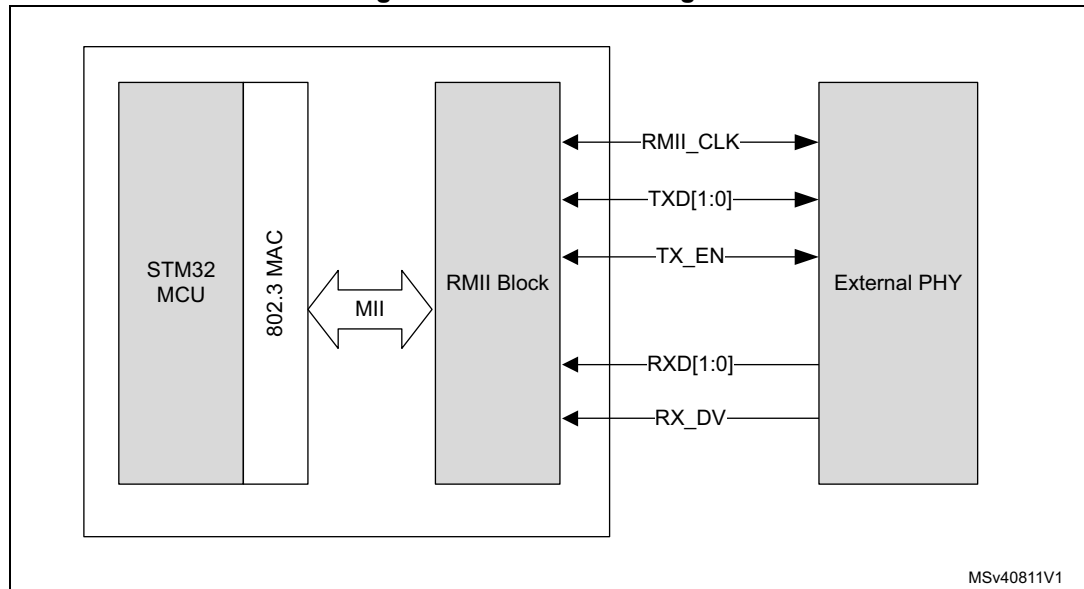 RMII_CLK
TXD[1:0]
TX_EN
STM32
MCU
802.3 MAC
MII
RMII Block
External PHY
RXD[1:0]
RX_DV
MSv40811V1